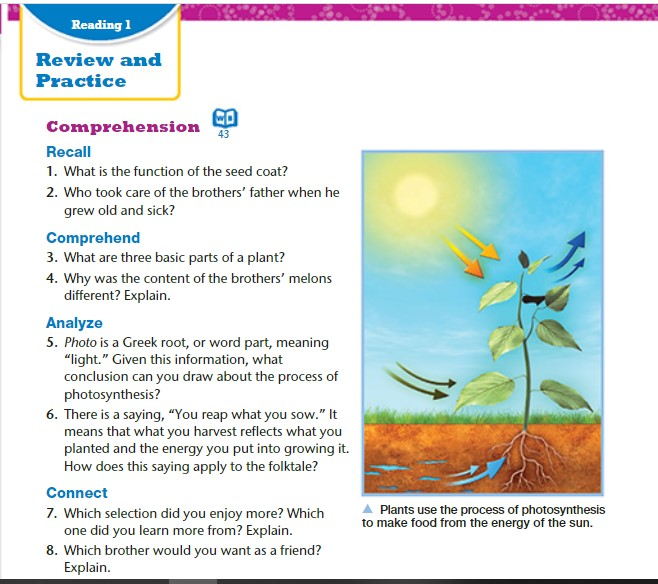 Reading 1
Review and
Practice
Comprehension
WB
43
Recall
1. What is the function of the seed coat?
2. Who took care of the brothers’ father when he
grew old and sick?
Comprehend
3. What are three basic parts of a plant?
4. Why was the content of the brothers’ melons
different? Explain.
Analyze
5. Photo is a Greek root, or word part, meaning
“light.” Given this information, what
conclusion can you draw about the process of
photosynthesis?
6. There is a saying, “You reap what you sow.” It
means that what you harvest reflects what you
planted and the energy you put into growing it.
How does this saying apply to the folktale?
Connect
7. Which selection did you enjoy more? Which
one did you learn more from? Explain.
8. Which brother would you want as a friend?
Explain.
Plants use the process of photosynthesis
to make food from the energy of the sun.